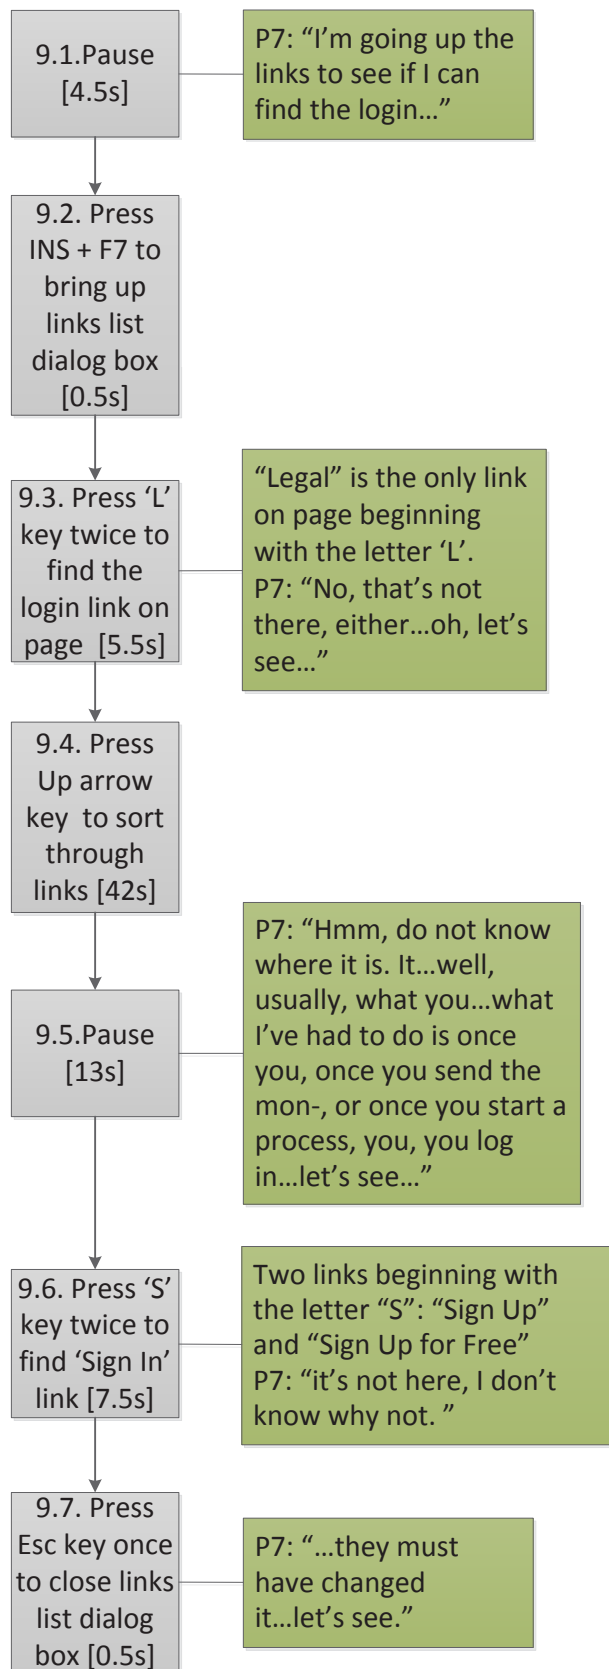 9.1.Pause
[4.5s]
P7: “I’m going up the
links to see if I can
find the login…”
9.2. Press
INS + F7 to
bring up
links list
dialog box
[0.5s]
9.3. Press ‘L’
key twice to
find the
login link on
page [5.5s]
“Legal” is the only link
on page beginning
with the letter ‘L’.
P7: “No, that’s not
there, either…oh, let’s
see…”
9.4. Press
Up arrow
key to sort
through
links [42s]
9.5.Pause
[13s]
P7: “Hmm, do not know
where it is. It…well,
usually, what you…what
I’ve had to do is once
you, once you send the
mon-, or once you start a
process, you, you log
in…let’s see…”
9.6. Press ‘S’
key twice to
find ‘Sign In’
link [7.5s]
Two links beginning with
the letter “S”: “Sign Up”
and “Sign Up for Free”
P7: “it’s not here, I don’t
know why not. ”
9.7. Press
Esc key once
to close links
list dialog
box [0.5s]
P7: “…they must
have changed
it…let’s see.”